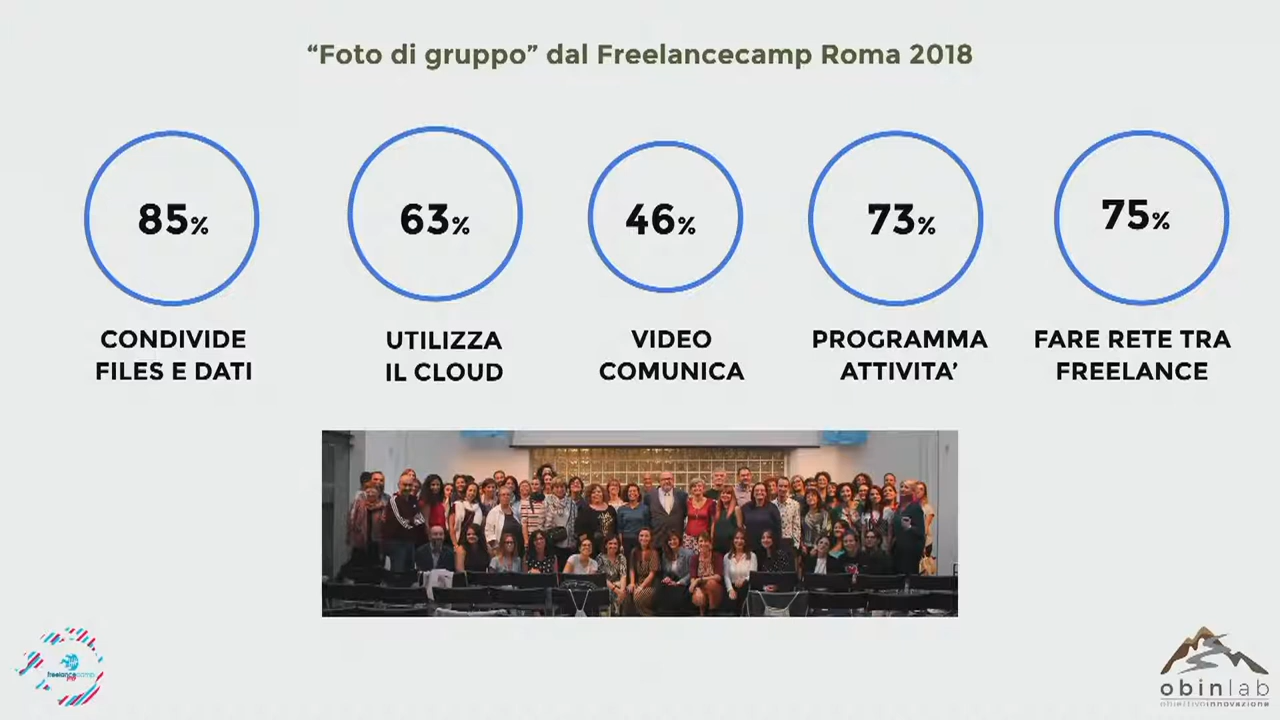 “Foto di gruppo” dal Freelancecamp Roma 2018
85%
63%
46%
73%
75%
CONDIVIDE
FILES E DATI
UTILIZZA
IL CLOUD
VIDEO
COMUNICA
PROGRAMMA
ATTIVITA’
FARE RETE TRA
FREELANCE
freelancecamp
obinlab
obiettivoinnovazione